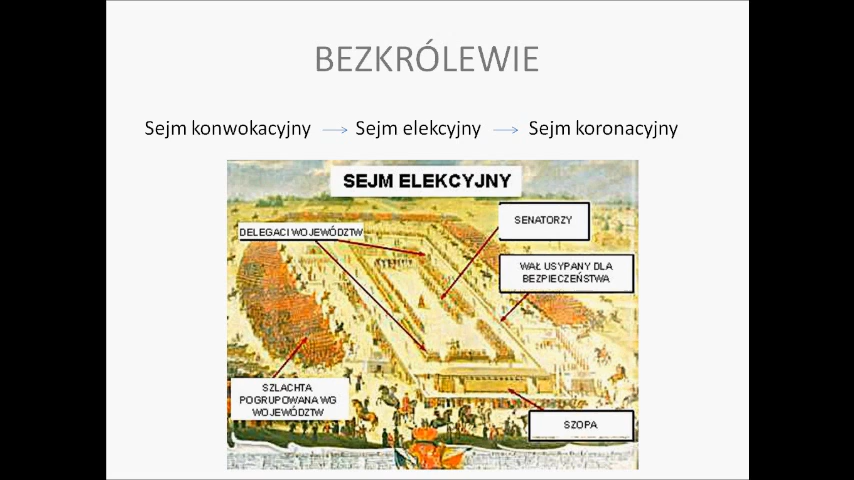 BEZKRÓLEWIE
Sejm konwokacyjny → Sejm elekcyjny → Sejm koronacyjny
SEJM ELEKCYJNY
DELEGACI WOJEWÓDZTW
SENATORZY
WAŁ USYPANY DLA
BEZPIECZEŃSTWA
SZLACHTA
POGRUPOWANA WG
WOJEWÓDZTW
SZOPA